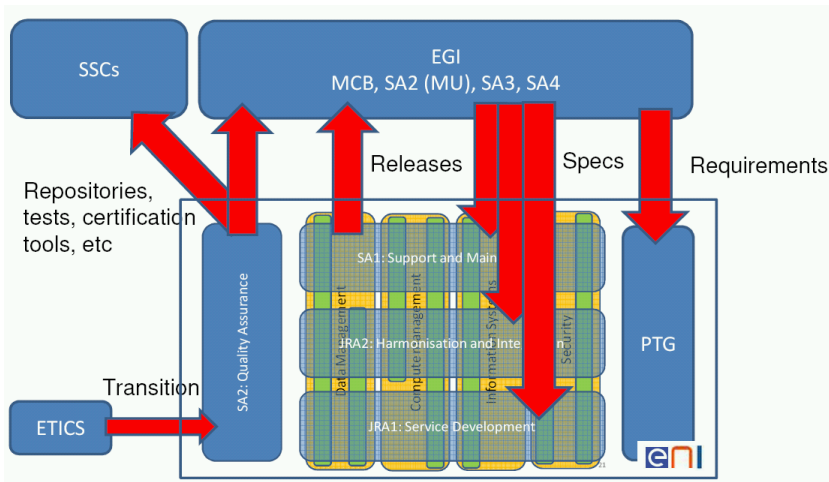 SSCs
EGI
MCB, SA2 (MU), SA3, SA4
Releases
Specs
Requirements
Repositories,
tests, certification
tools, etc
SA2: Quality Assurance
SA1: Support and Main
JRA2: Harmonisation and Inte
JRA1: Service Development
Data Management
Compute management
Information Systems
Security
PTG
Transition
ETICS
21